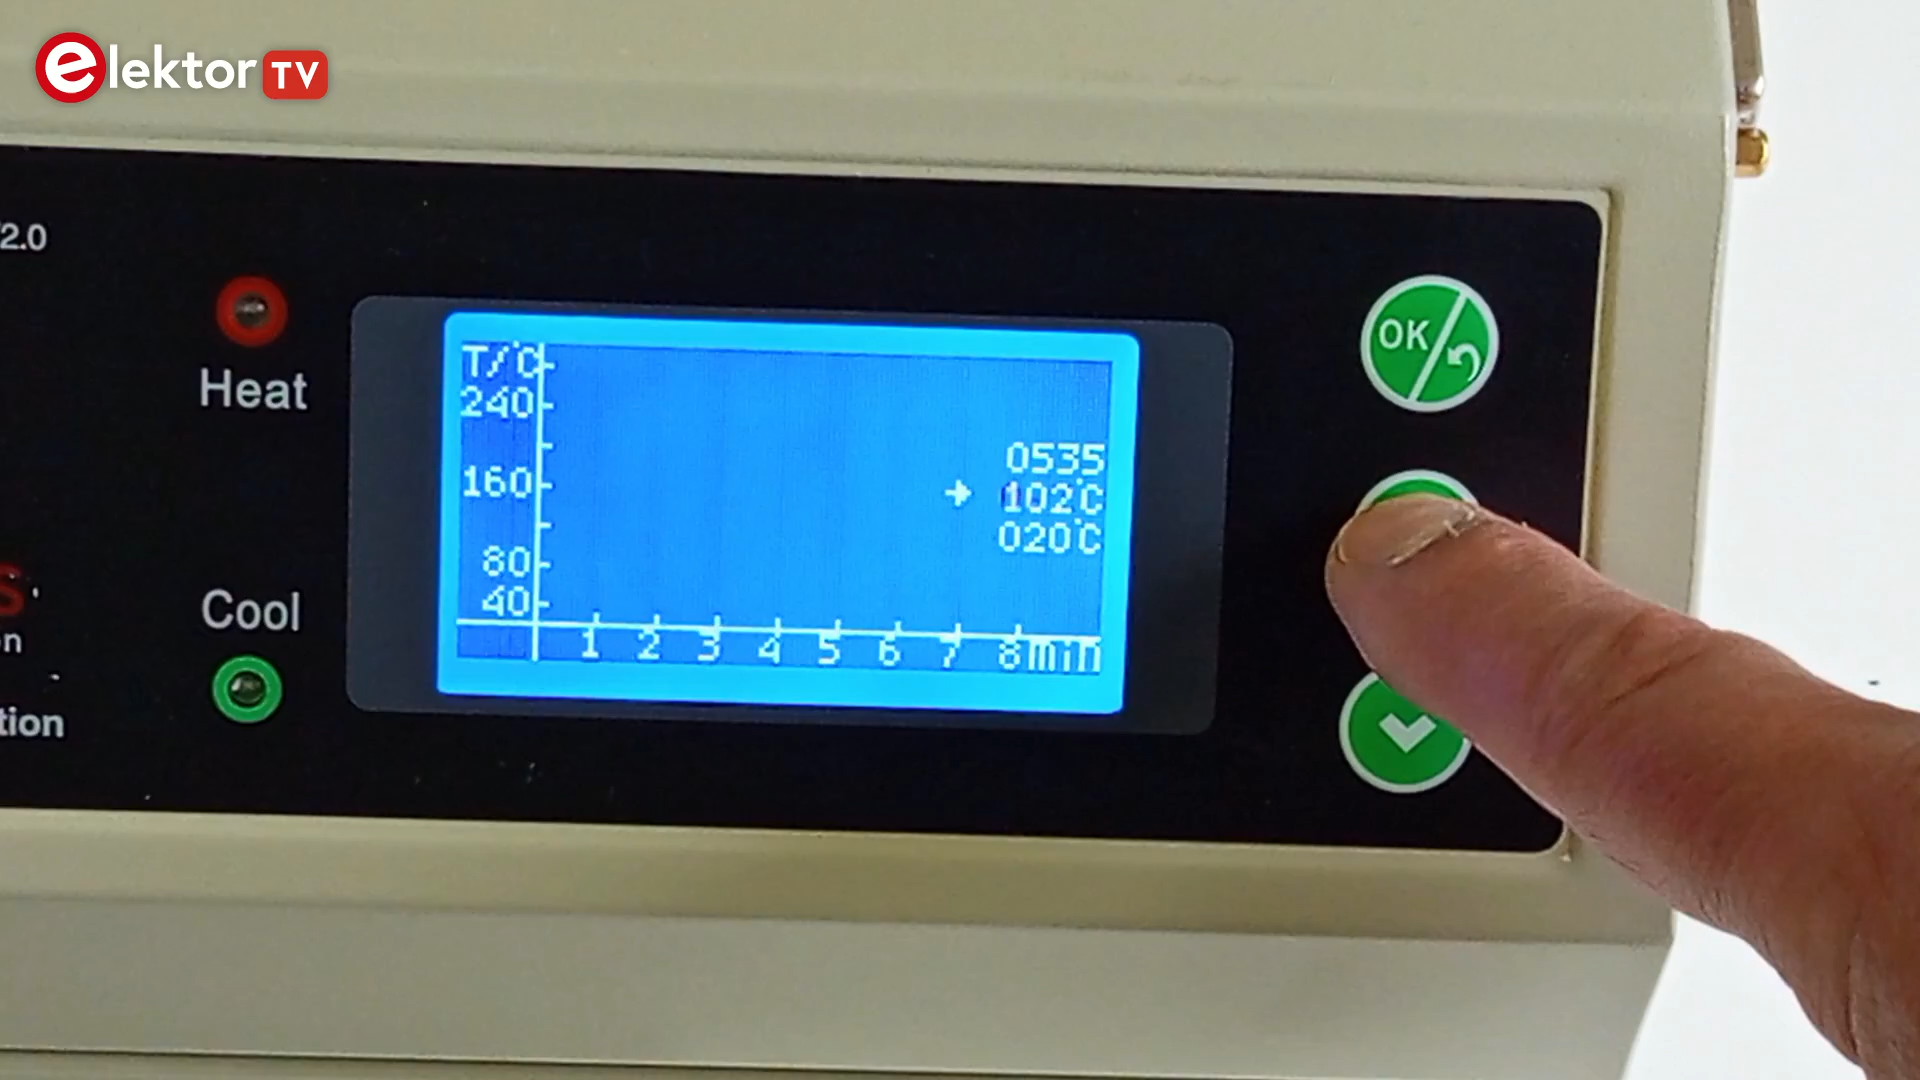 elektor TV
2.0
Heat
Cool
on
tion
OK
T/°C
240
160
80
40
0535
102°C
020°C
1 2 3 4 5 6 7 8min